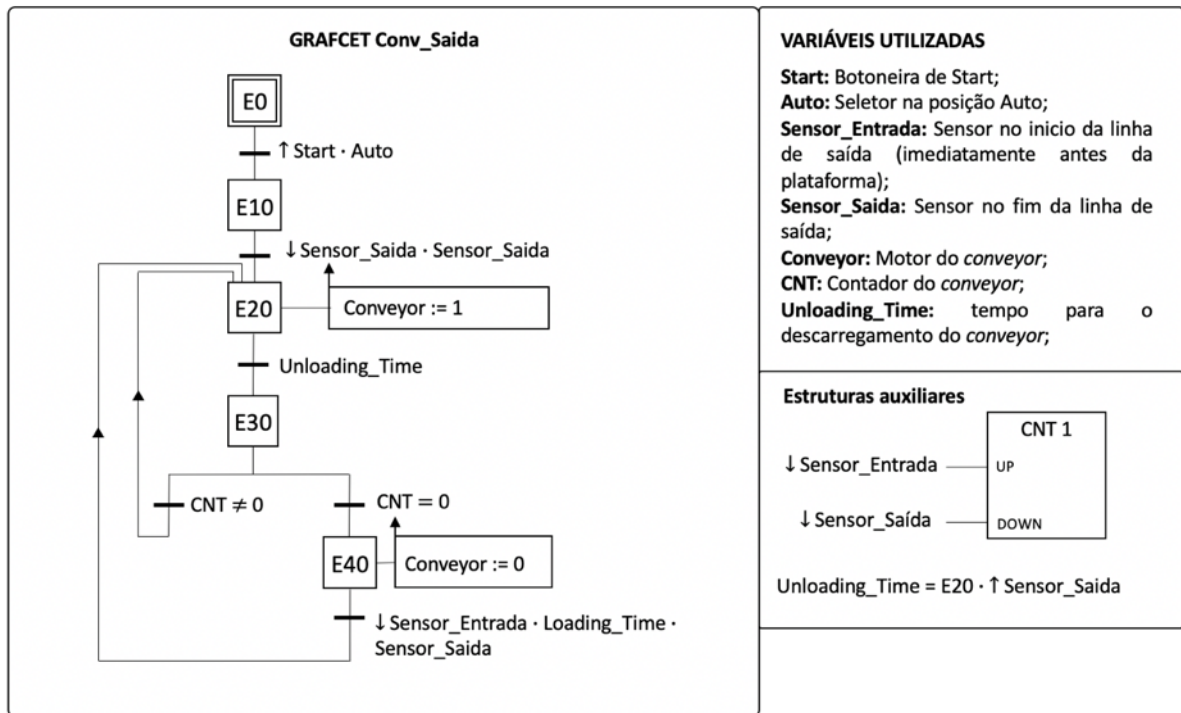 GRAFCET Conv_Saida
E0
↑ Start · Auto
E10
↓ Sensor_Saida · Sensor_Saida
E20
Conveyor := 1
Unloading_Time
E30
CNT ≠ 0
CNT = 0
E40
Conveyor := 0
↓ Sensor_Entrada · Loading_Time ·
Sensor_Saida
VARIÁVEIS UTILIZADAS
Start: Botoneira de Start;
Auto: Seletor na posição Auto;
Sensor_Entrada: Sensor no inicio da linha
de saída (imediatamente antes da
plataforma);
Sensor_Saida: Sensor no fim da linha de
saída;
Conveyor: Motor do conveyor;
CNT: Contador do conveyor;
Unloading_Time: tempo para o
descarregamento do conveyor;
Estruturas auxiliares
CNT 1
↓ Sensor_Entrada
UP
↓ Sensor_Saída
DOWN
Unloading_Time = E20 · ↑ Sensor_Saida